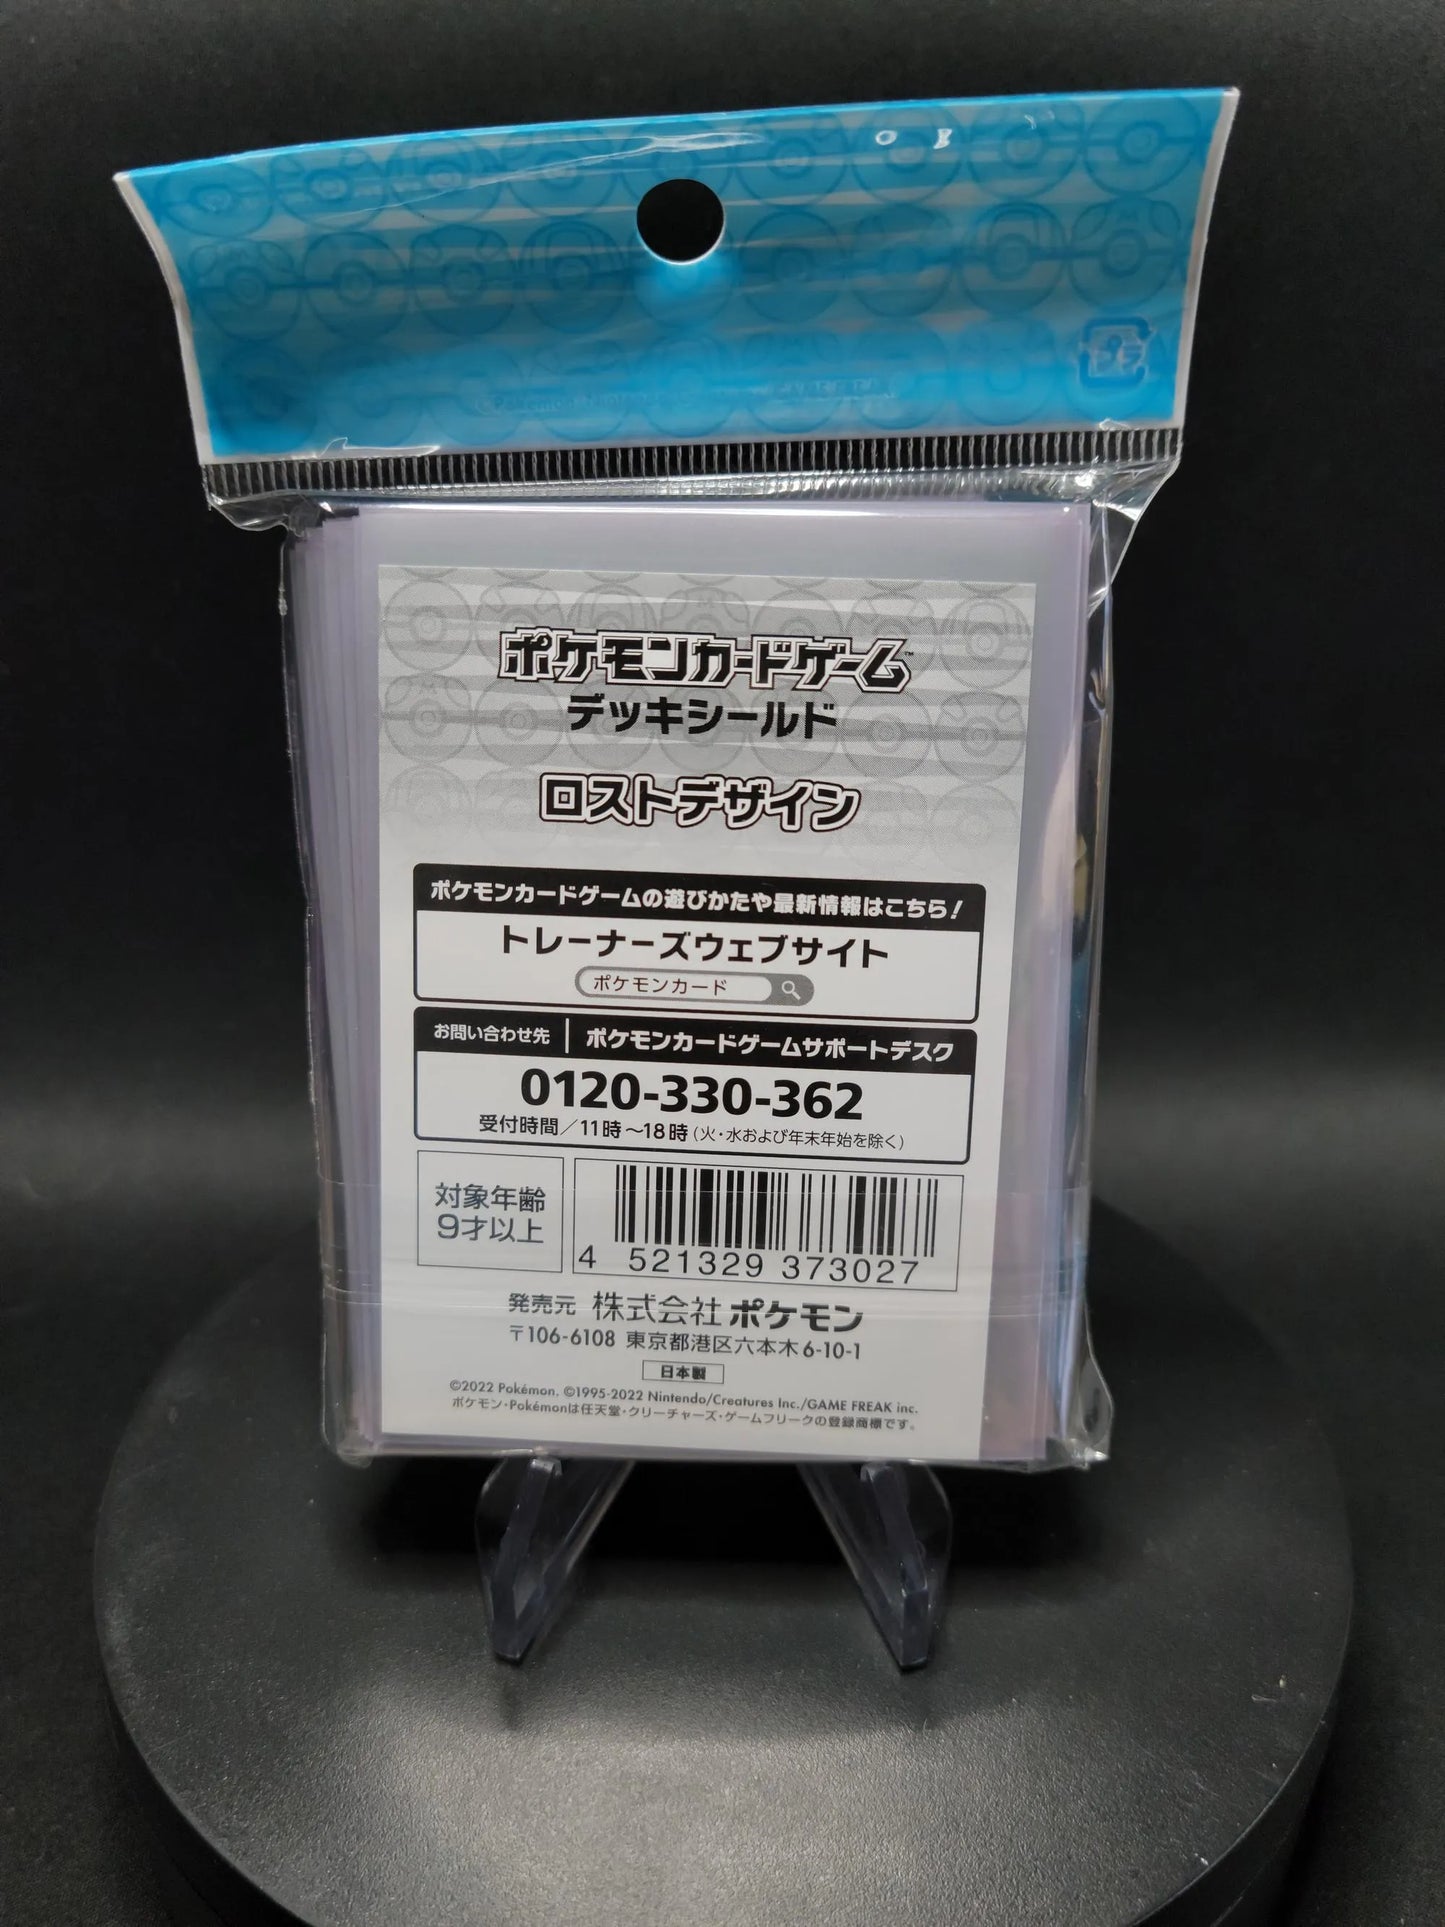 プラ
ポケモンカードゲーム™
デッキシールド
ロストデザイン
ポケモンカードゲームの遊びかたや最新情報はこちら!
トレーナーズウェブサイト
ポケモンカード
お問い合わせ先 ポケモンカードゲームサポートデスク
0120-330-362
受付時間/11時〜18時(火・水および年末年始を除く)
対象年齢
9才以上
4 521329 373027
発売元 株式会社ポケモン
〒106-6108 東京都港区六本木6-10-1
日本製
©2022 Pokémon. ©1995-2022 Nintendo/Creatures Inc./GAME FREAK inc.
ポケモン・Pokémonは任天堂・クリーチャーズ・ゲームフリークの登録商標です。